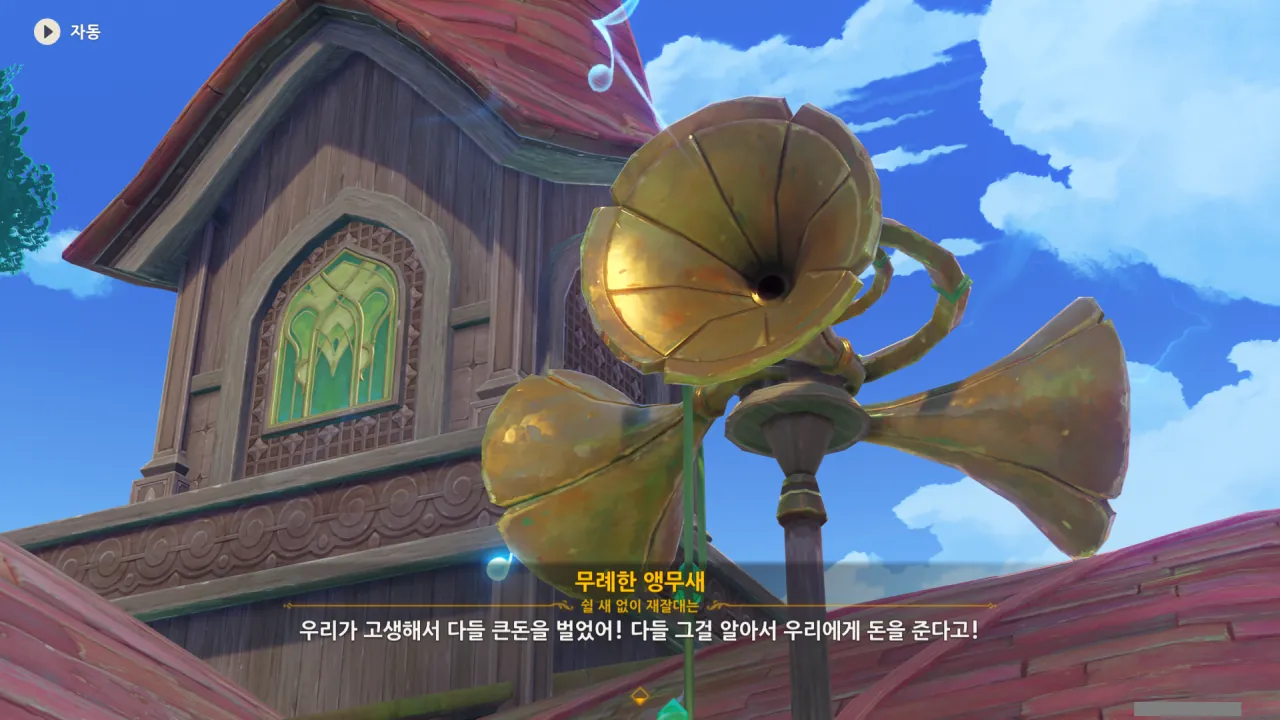 자동
무례한 앵무새
쉴 새 없이 재잘대는
우리가 고생해서 다들 큰돈을 벌었어! 다들 그걸 알아서 우리에게 돈을 준다고!